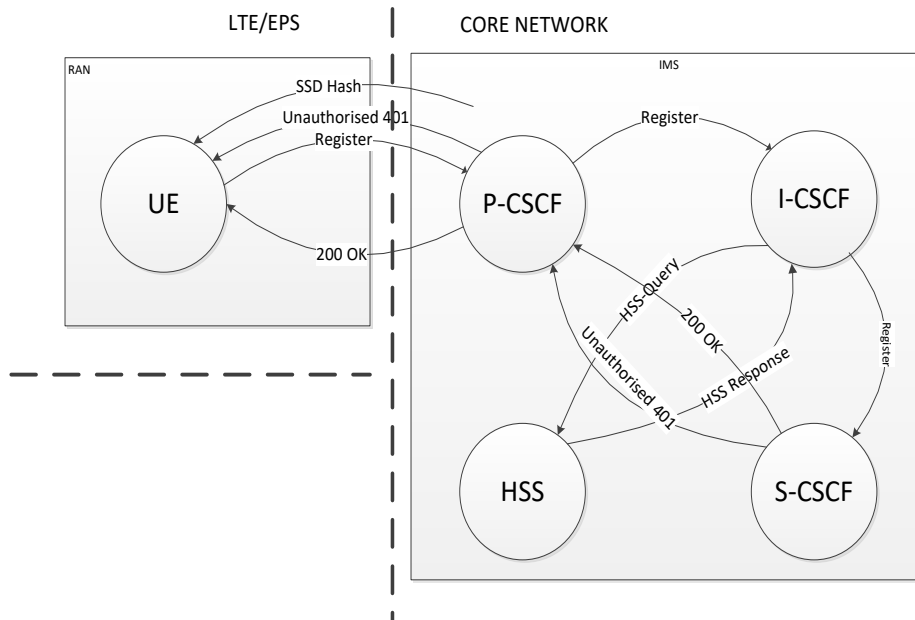 LTE/EPS
CORE NETWORK
RAN
IMS
SSD Hash
Unauthorised 401
Register
Register
UE
P-CSCF
I-CSCF
200 OK
HSS-Query
200 OK
Unauthorised 401
HSS Response
Register
HSS
S-CSCF